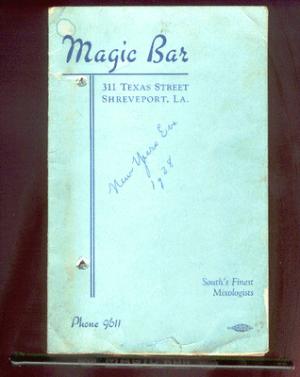 Magic Bar
311 Texas Street
Shreveport, La.
New Years Eve
1938
South's Finest
Mixologists
Phone 9611